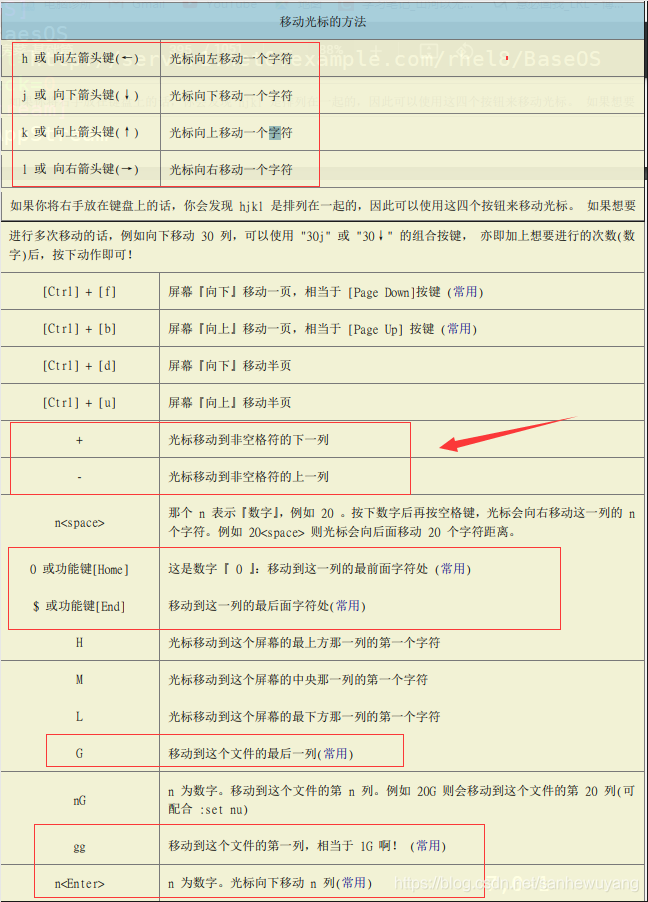 移动光标的方法
h 或 向左箭头键(←) 光标向左移动一个字符
j 或 向下箭头键(↓) 光标向下移动一个字符
k 或 向上箭头键(↑) 光标向上移动一个字符
l 或 向右箭头键(→) 光标向右移动一个字符
如果你将右手放在键盘上的话，你会发现 hjkl 是排列在一起的，因此可以使用这四个按钮来移动光标。 如果想要
进行多次移动的话，例如向下移动 30 列，可以使用 "30j" 或 "30↓" 的组合按键， 亦即加上想要进行的次数(数
字)后，按下动作即可！
[Ctrl] + [f] 屏幕『向下』移动一页，相当于 [Page Down]按键 (常用)
[Ctrl] + [b] 屏幕『向上』移动一页，相当于 [Page Up] 按键 (常用)
[Ctrl] + [d] 屏幕『向下』移动半页
[Ctrl] + [u] 屏幕『向上』移动半页
+ 光标移动到非空格符的下一列
- 光标移动到非空格符的上一列
n<space> 那个 n 表示『数字』，例如 20 。按下数字后再按空格键，光标会向右移动这一列的 n
个字符。例如 20<space> 则光标会向后面移动 20 个字符距离。
0 或功能键[Home] 这是数字『 0 』：移动到这一列的最前面字符处 (常用)
$ 或功能键[End] 移动到这一列的最后面字符处(常用)
H 光标移动到这个屏幕的最上方那一列的第一个字符
M 光标移动到这个屏幕的中央那一列的第一个字符
L 光标移动到这个屏幕的最下方那一列的第一个字符
G 移动到这个文件的最后一列(常用)
nG n 为数字。移动到这个文件的第 n 列。例如 20G 则会移动到这个文件的第 20 列(可
配合 :set nu)
gg 移动到这个文件的第一列，相当于 1G 啊！ (常用)
n<Enter> n 为数字。光标向下移动 n 列(常用)
https://blog.csdn.net/sanhewuyang